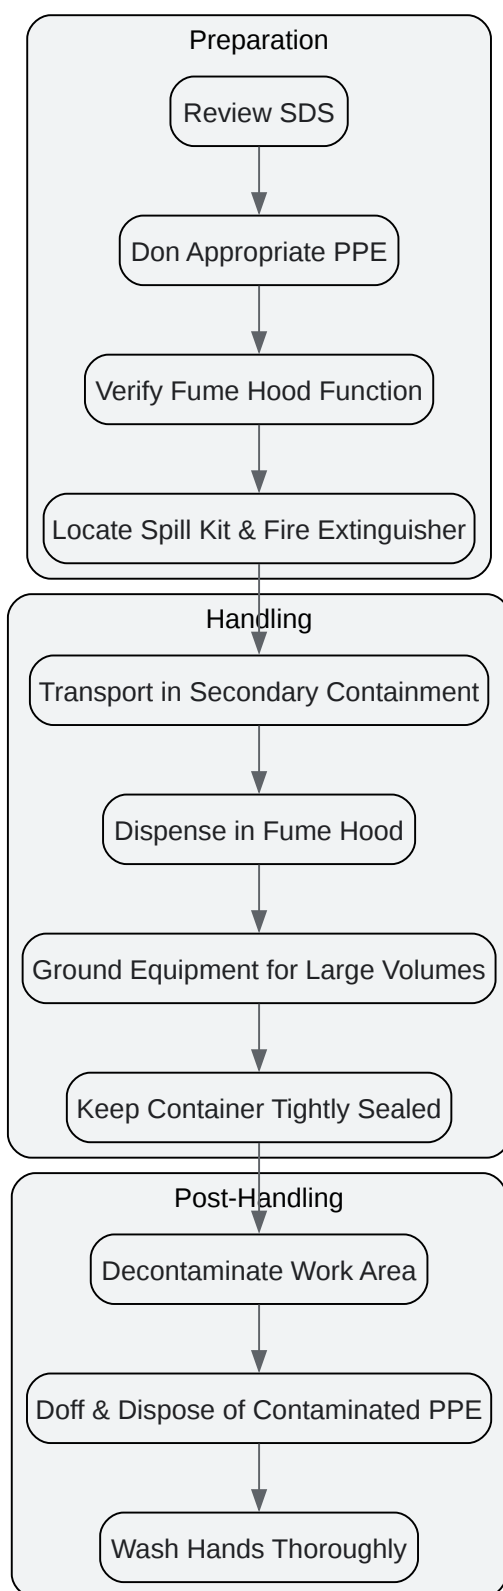 Preparation
Review SDS
Don Appropriate PPE
Verify Fume Hood Function
Locate Spill Kit & Fire Extinguisher
Handling
Transport in Secondary Containment
Dispense in Fume Hood
Ground Equipment for Large Volumes
Keep Container Tightly Sealed
Post-Handling
Decontaminate Work Area
Doff & Dispose of Contaminated PPE
Wash Hands Thoroughly